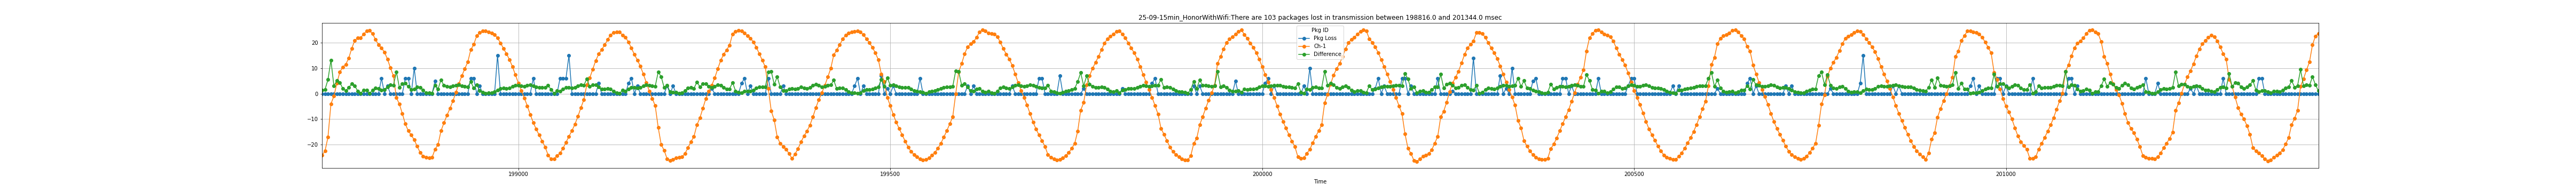 25-09-15min_HonorWithWifi:There are 103 packages lost in transmission between 198816.0 and 201344.0 msec
Pkg ID
Pkg Loss
Ch-1
Difference
20
10
0
−10
−20
199000 199500 200000 200500 201000
Time